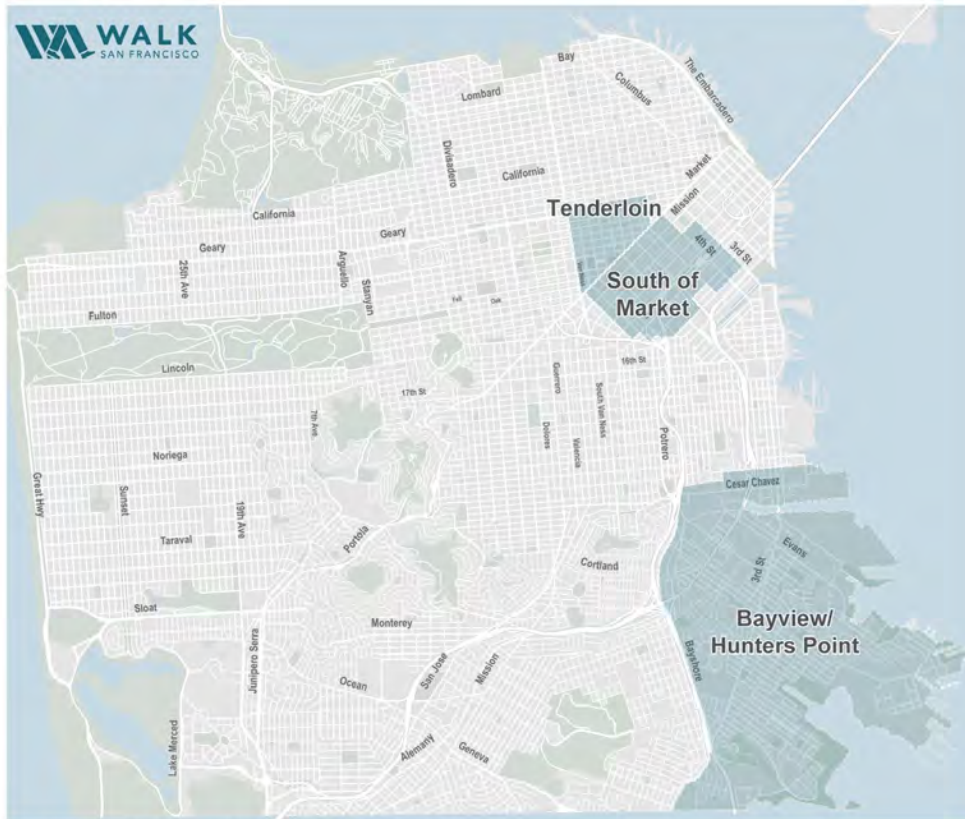 WALK
SAN FRANCISCO
Bay
The Embarcadero
Columbus
Lombard
Divisadero
California
Market
Mission
Tenderloin
California
Geary
Geary
4th St
3rd St
25th Ave
Arguello
Stanyan
Van Ness
South of
Market
Fell
Oak
Fulton
Lincoln
16th St
Guerrero
17th St
South Van Ness
7th Ave
Dolores
Valencia
Potrero
Noriega
Great Hwy
Sunset
19th Ave
Cesar Chavez
Portola
Taraval
Evans
3rd St
Cortland
Sloat
Monterey
Bayview/
Hunters Point
Junipero Serra
San Jose
Mission
Bayshore
Ocean
Lake Merced
Alemany
Geneva